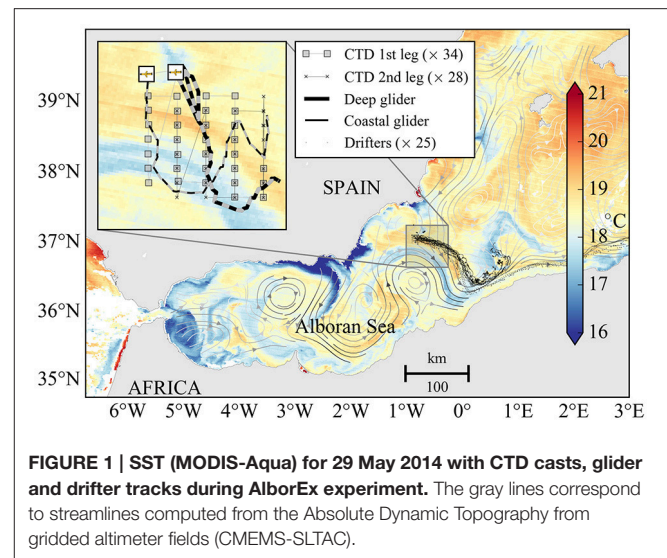 CTD 1st leg (× 34)
CTD 2nd leg (× 28)
Deep glider
Coastal glider
Drifters (× 25)
39°N
38°N
37°N
36°N
35°N
SPAIN
Alboran Sea
AFRICA
km
100
21
20
19
°C
18
17
16
6°W 5°W 4°W 3°W 2°W 1°W 0° 1°E 2°E 3°E
FIGURE 1 | SST (MODIS-Aqua) for 29 May 2014 with CTD casts, glider
and drifter tracks during AlborEx experiment. The gray lines correspond
to streamlines computed from the Absolute Dynamic Topography from
gridded altimeter fields (CMEMS-SLTAC).